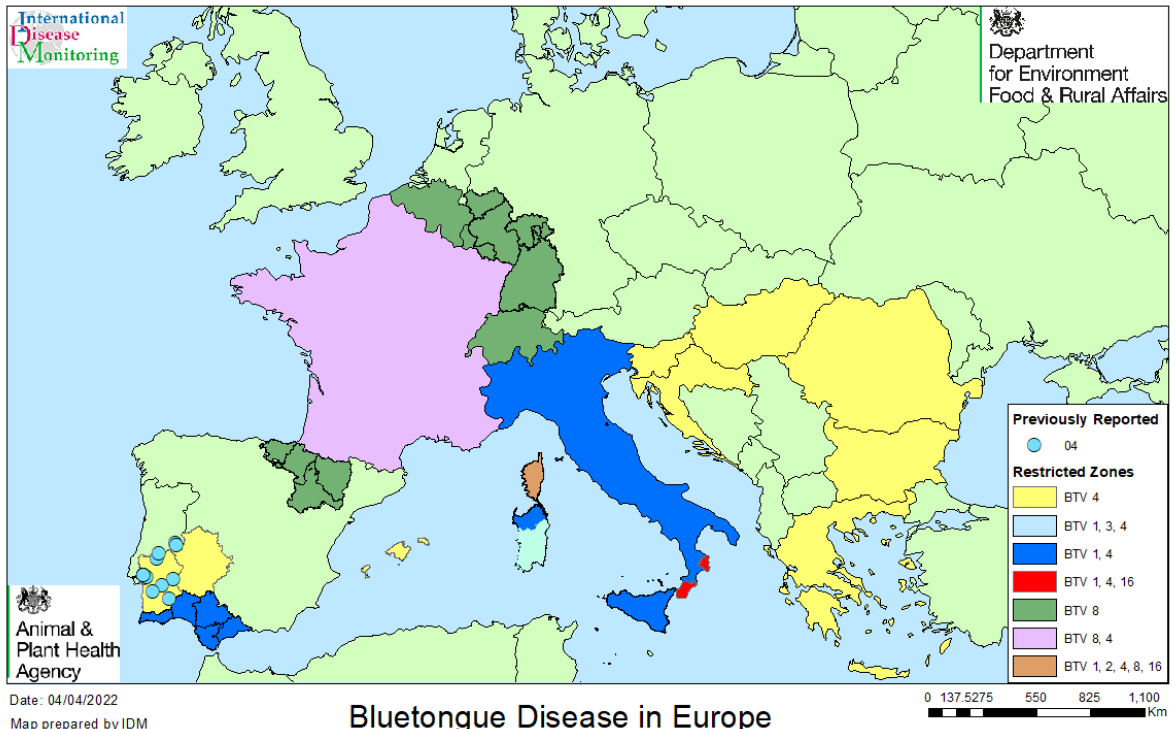 International
Disease
Monitoring
Department
for Environment
Food & Rural Affairs
Previously Reported
04
Restricted Zones
BTV 4
BTV 1, 3, 4
BTV 1, 4
BTV 1, 4, 16
BTV 8
BTV 8, 4
BTV 1, 2, 4, 8, 16
Animal &
Plant Health
Agency
Date: 04/04/2022
Map prepared by IDM
Bluetongue Disease in Europe
0 137.5275 550 825 1,100
Km